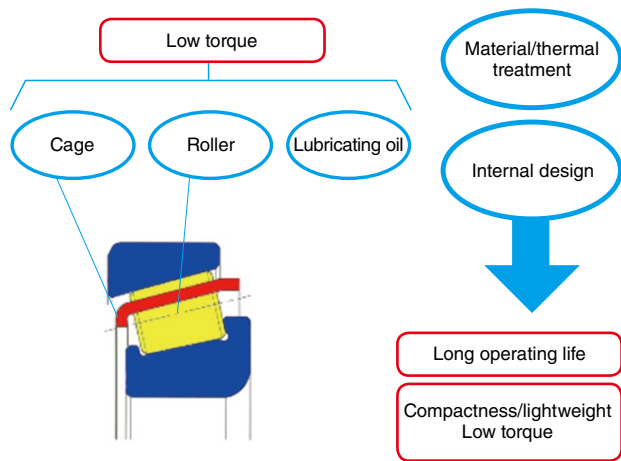 Low torque
Cage
Roller
Lubricating oil
Material/thermal
treatment
Internal design
Long operating life
Compactness/lightweight
Low torque